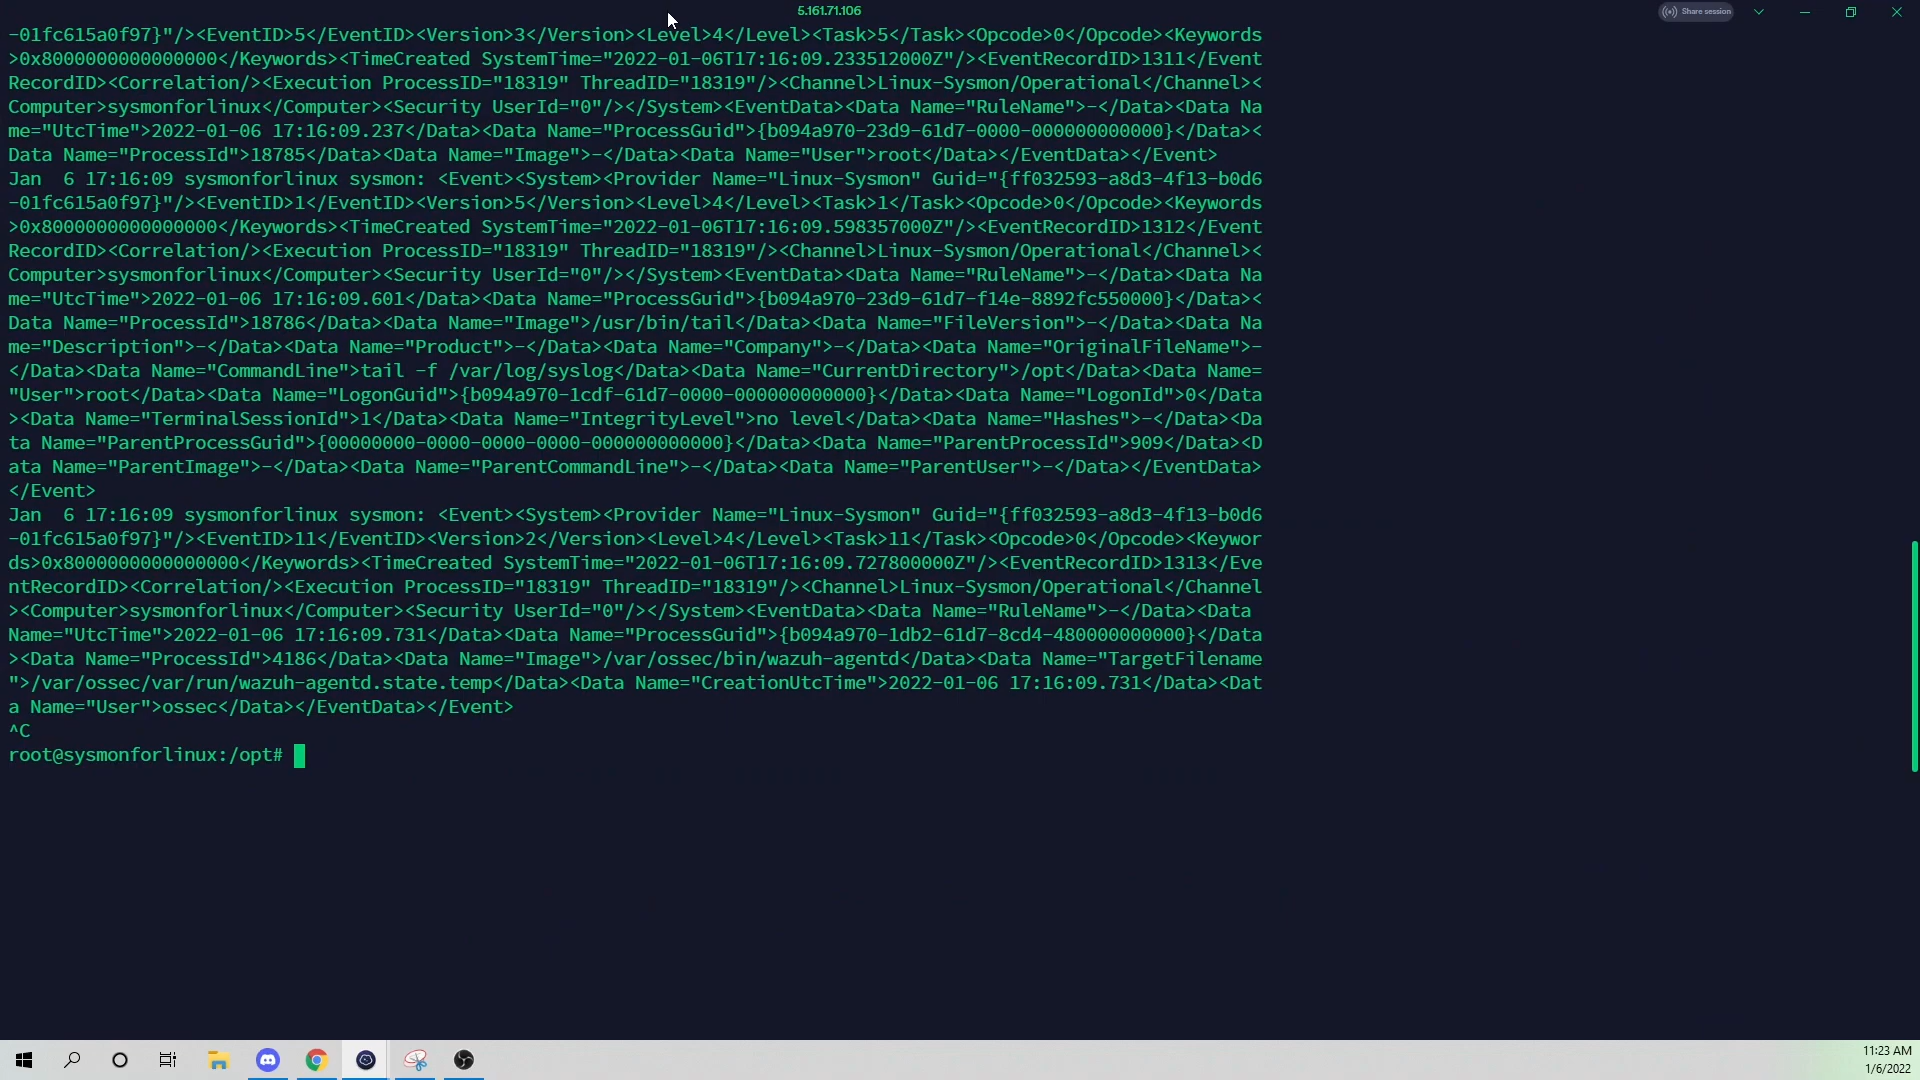 5.161.71.106
Share session
-01fc615a0f97}"/><EventID>5</EventID><Version>3</Version><Level>4</Level><Task>5</Task><Opcode>0</Opcode><Keywords
>0x8000000000000000</Keywords><TimeCreated SystemTime="2022-01-06T17:16:09.233512000Z"/><EventRecordID>1311</Event
RecordID><Correlation/><Execution ProcessID="18319" ThreadID="18319"/><Channel>Linux-Sysmon/Operational</Channel><
Computer>sysmonforlinux</Computer><Security UserId="0"/></System><EventData><Data Name="RuleName">-</Data><Data Na
me="UtcTime">2022-01-06 17:16:09.237</Data><Data Name="ProcessGuid">{b094a970-23d9-61d7-0000-000000000000}</Data><
Data Name="ProcessId">18785</Data><Data Name="Image">-</Data><Data Name="User">root</Data></EventData></Event>
Jan  6 17:16:09 sysmonforlinux sysmon: <Event><System><Provider Name="Linux-Sysmon" Guid="{ff032593-a8d3-4f13-b0d6
-01fc615a0f97}"/><EventID>1</EventID><Version>5</Version><Level>4</Level><Task>1</Task><Opcode>0</Opcode><Keywords
>0x8000000000000000</Keywords><TimeCreated SystemTime="2022-01-06T17:16:09.598357000Z"/><EventRecordID>1312</Event
RecordID><Correlation/><Execution ProcessID="18319" ThreadID="18319"/><Channel>Linux-Sysmon/Operational</Channel><
Computer>sysmonforlinux</Computer><Security UserId="0"/></System><EventData><Data Name="RuleName">-</Data><Data Na
me="UtcTime">2022-01-06 17:16:09.601</Data><Data Name="ProcessGuid">{b094a970-23d9-61d7-f14e-8892fc550000}</Data><
Data Name="ProcessId">18786</Data><Data Name="Image">/usr/bin/tail</Data><Data Name="FileVersion">-</Data><Data Na
me="Description">-</Data><Data Name="Product">-</Data><Data Name="Company">-</Data><Data Name="OriginalFileName">-
</Data><Data Name="CommandLine">tail -f /var/log/syslog</Data><Data Name="CurrentDirectory">/opt</Data><Data Name=
"User">root</Data><Data Name="LogonGuid">{b094a970-1cdf-61d7-0000-000000000000}</Data><Data Name="LogonId">0</Data
><Data Name="TerminalSessionId">1</Data><Data Name="IntegrityLevel">no level</Data><Data Name="Hashes">-</Data><Da
ta Name="ParentProcessGuid">{00000000-0000-0000-0000-000000000000}</Data><Data Name="ParentProcessId">909</Data><D
ata Name="ParentImage">-</Data><Data Name="ParentCommandLine">-</Data><Data Name="ParentUser">-</Data></EventData>
</Event>
Jan  6 17:16:09 sysmonforlinux sysmon: <Event><System><Provider Name="Linux-Sysmon" Guid="{ff032593-a8d3-4f13-b0d6
-01fc615a0f97}"/><EventID>11</EventID><Version>2</Version><Level>4</Level><Task>11</Task><Opcode>0</Opcode><Keywor
ds>0x8000000000000000</Keywords><TimeCreated SystemTime="2022-01-06T17:16:09.727800000Z"/><EventRecordID>1313</Eve
ntRecordID><Correlation/><Execution ProcessID="18319" ThreadID="18319"/><Channel>Linux-Sysmon/Operational</Channel
><Computer>sysmonforlinux</Computer><Security UserId="0"/></System><EventData><Data Name="RuleName">-</Data><Data
Name="UtcTime">2022-01-06 17:16:09.731</Data><Data Name="ProcessGuid">{b094a970-1db2-61d7-8cd4-480000000000}</Data
><Data Name="ProcessId">4186</Data><Data Name="Image">/var/ossec/bin/wazuh-agentd</Data><Data Name="TargetFilename
">/var/ossec/var/run/wazuh-agentd.state.temp</Data><Data Name="CreationUtcTime">2022-01-06 17:16:09.731</Data><Dat
a Name="User">ossec</Data></EventData></Event>
^C
root@sysmonforlinux:/opt#
11:23 AM
1/6/2022